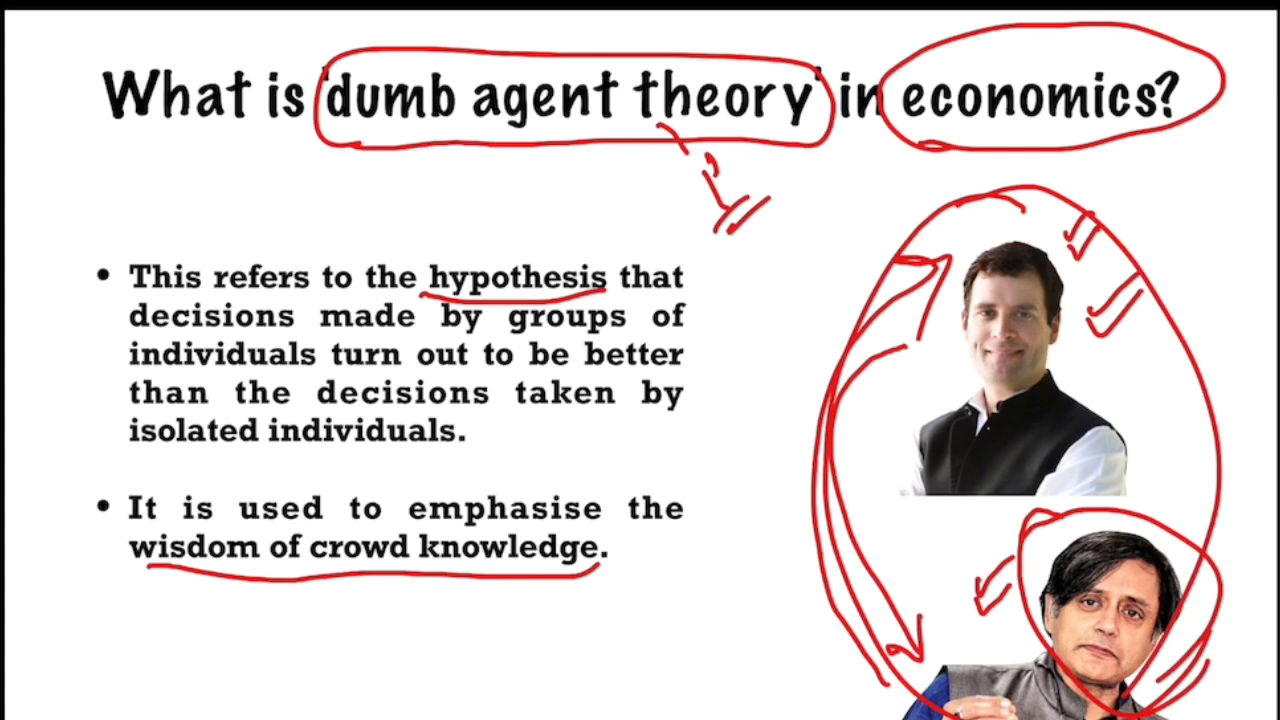 What is 'dumb agent theory' in economics?
• This refers to the hypothesis that
decisions made by groups of
individuals turn out to be better
than the decisions taken by
isolated individuals.
• It is used to emphasise the
wisdom of crowd knowledge.